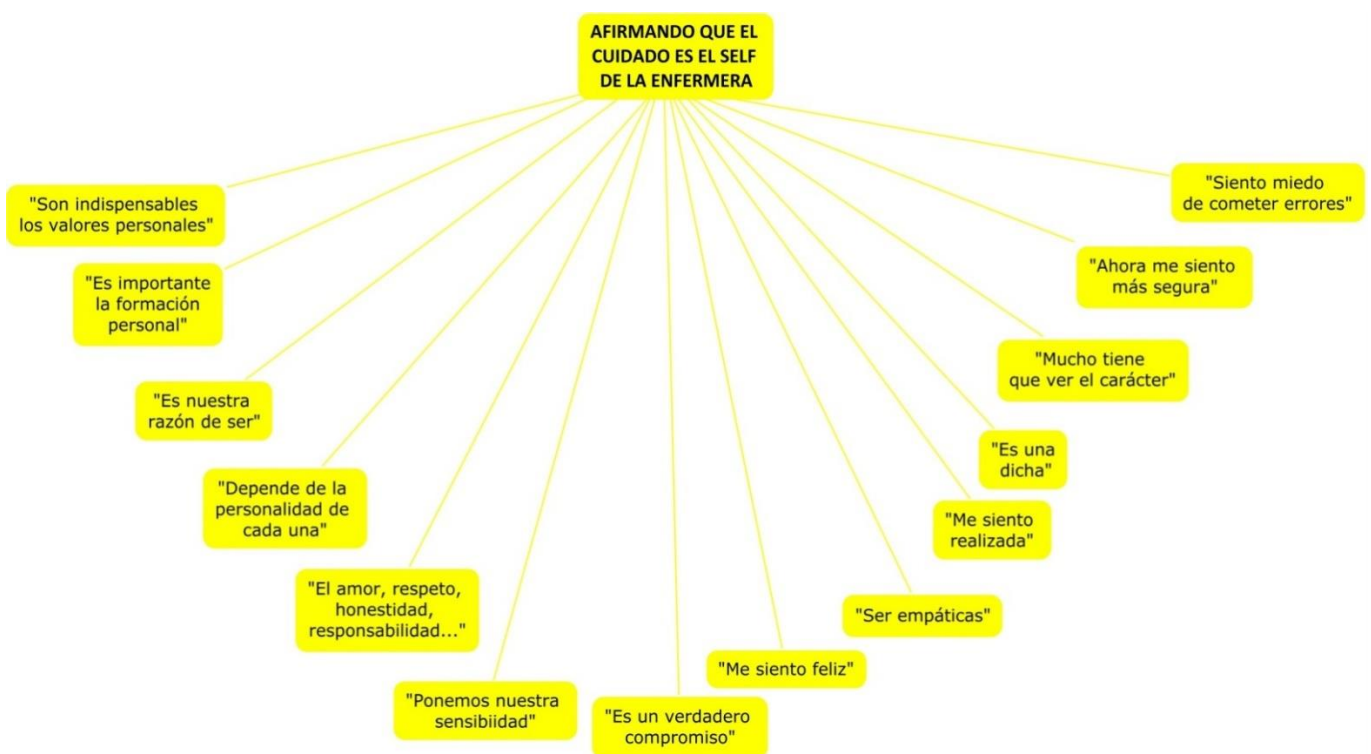 AFIRMANDO QUE EL
CUIDADO ES EL SELF
DE LA ENFERMERA
"Son indispensables
los valores personales"
"Es importante
la formación
personal"
"Es nuestra
razón de ser"
"Depende de la
personalidad de
cada una"
"El amor, respeto,
honestidad,
responsabilidad..."
"Ponemos nuestra
sensibiidad"
"Es un verdadero
compromiso"
"Me siento feliz"
"Ser empáticas"
"Me siento
realizada"
"Es una
dicha"
"Mucho tiene
que ver el carácter"
"Ahora me siento
más segura"
"Siento miedo
de cometer errores"